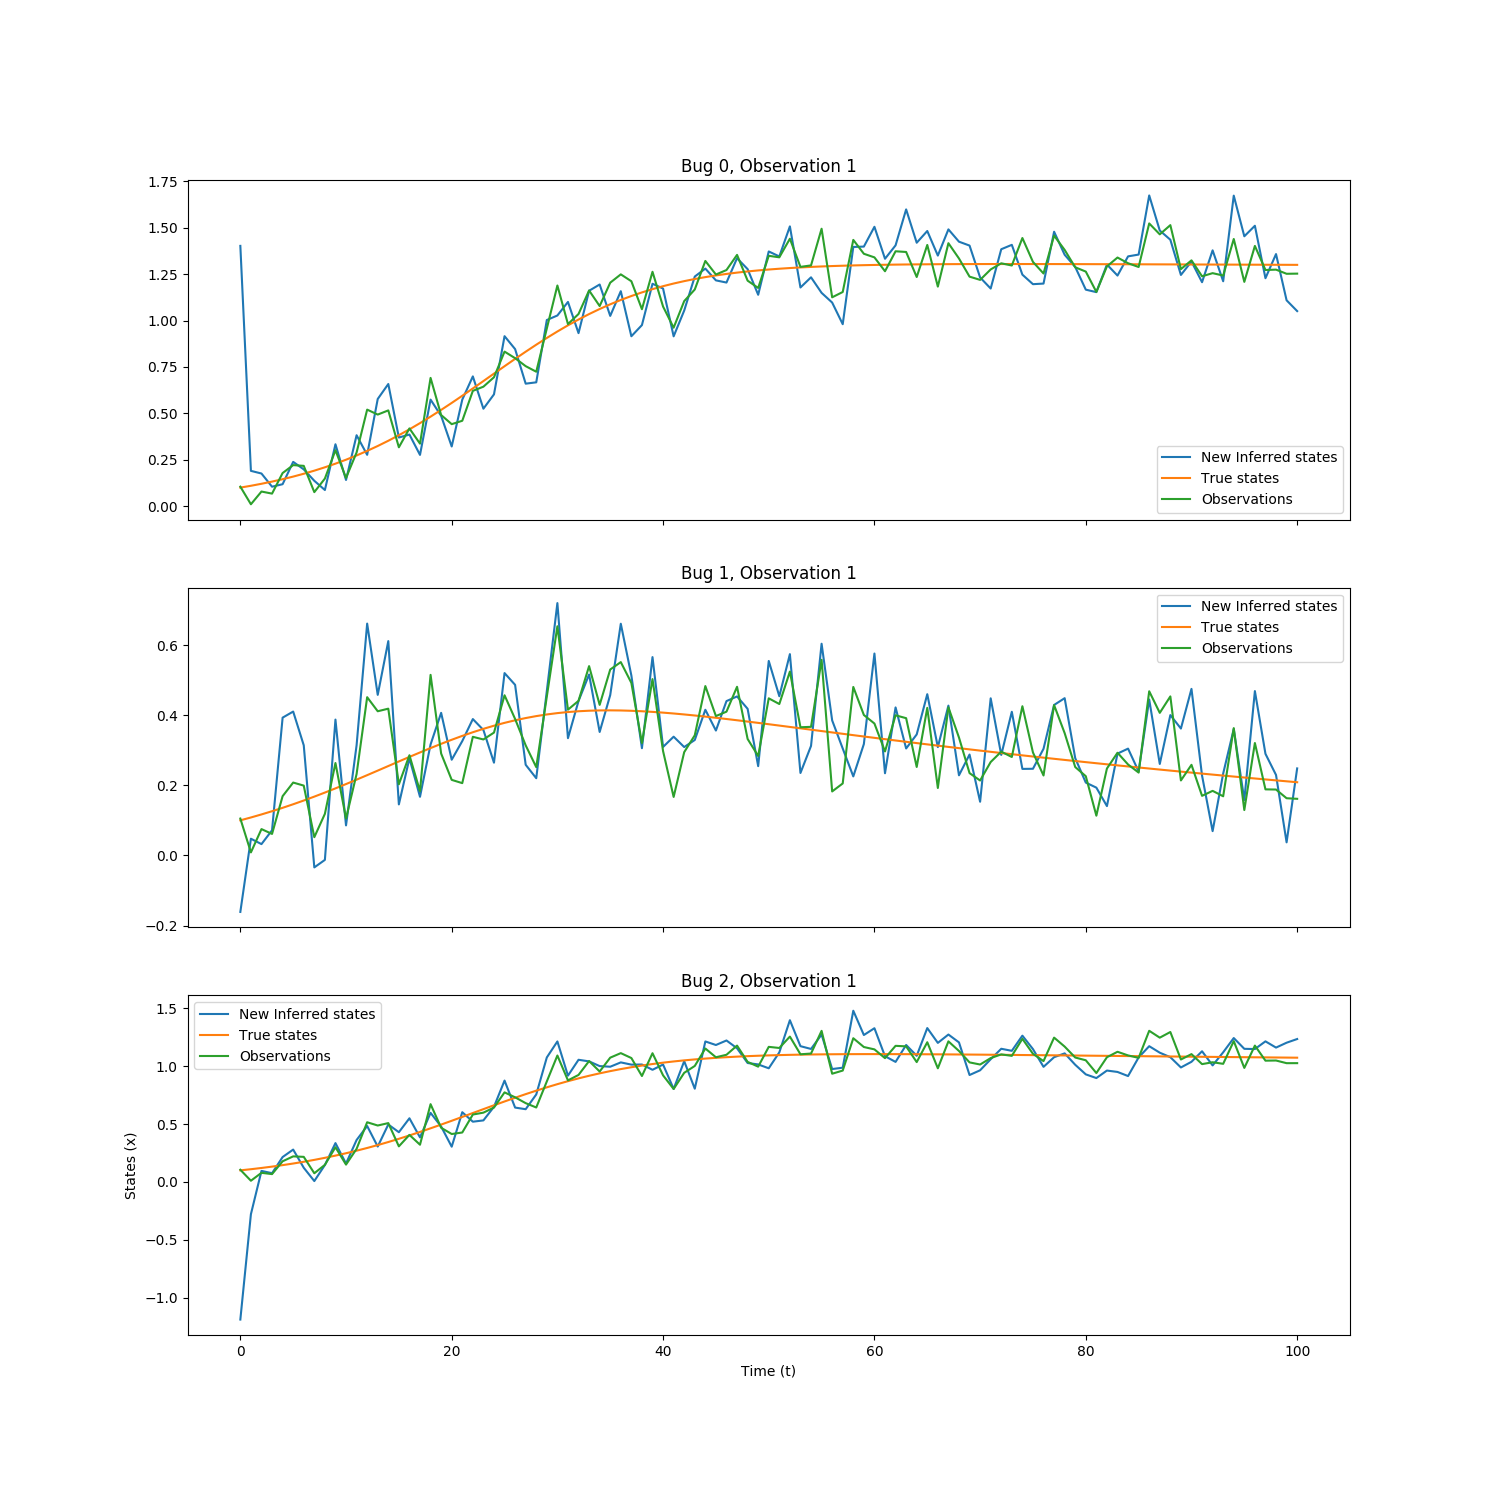 Bug 0, Observation 1
1.75
1.50
1.25
1.00
0.75
0.50
0.25
0.00
New Inferred states
True states
Observations
Bug 1, Observation 1
0.6
0.4
0.2
0.0
−0.2
New Inferred states
True states
Observations
Bug 2, Observation 1
1.5
1.0
0.5
0.0
−0.5
−1.0
States (x)
New Inferred states
True states
Observations
0 20 40 60 80 100
Time (t)